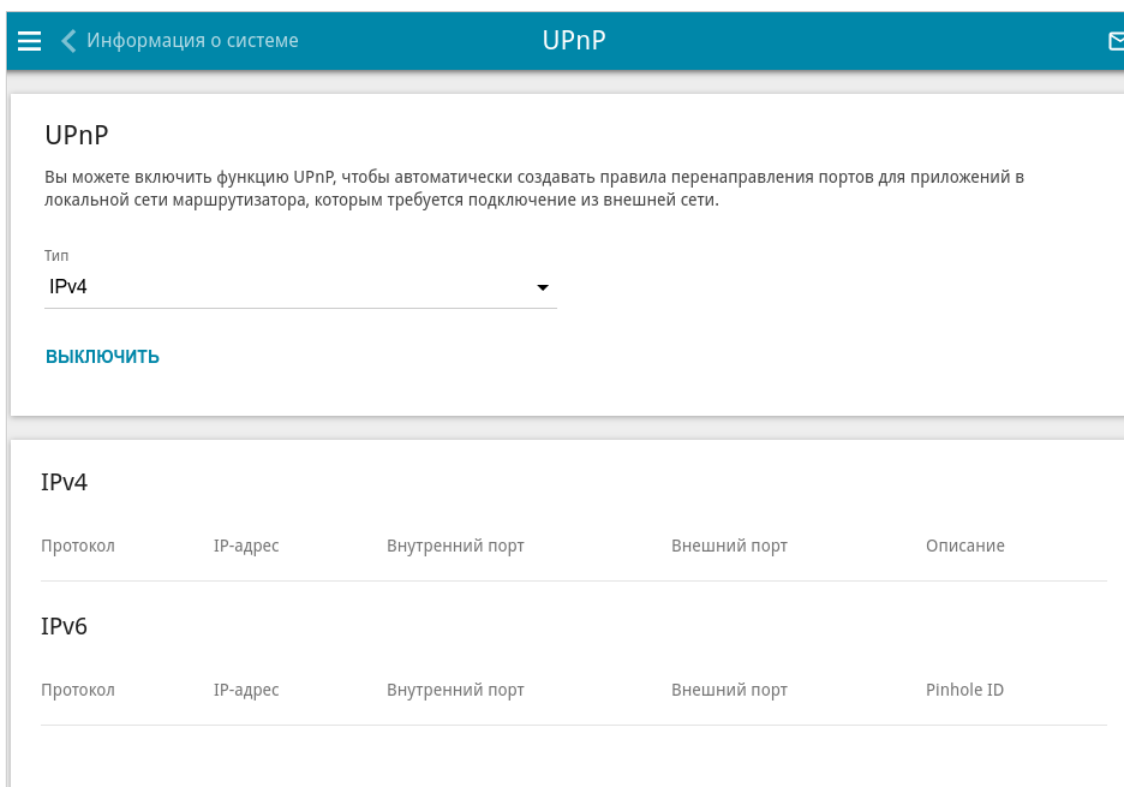 Информация о системе
UPnP
UPnP
Вы можете включить функцию UPnP, чтобы автоматически создавать правила перенаправления портов для приложений в
локальной сети маршрутизатора, которым требуется подключение из внешней сети.
Тип
IPv4
ВЫКЛЮЧИТЬ
IPv4
Протокол IP-адрес Внутренний порт Внешний порт Описание
IPv6
Протокол IP-адрес Внутренний порт Внешний порт Pinhole ID